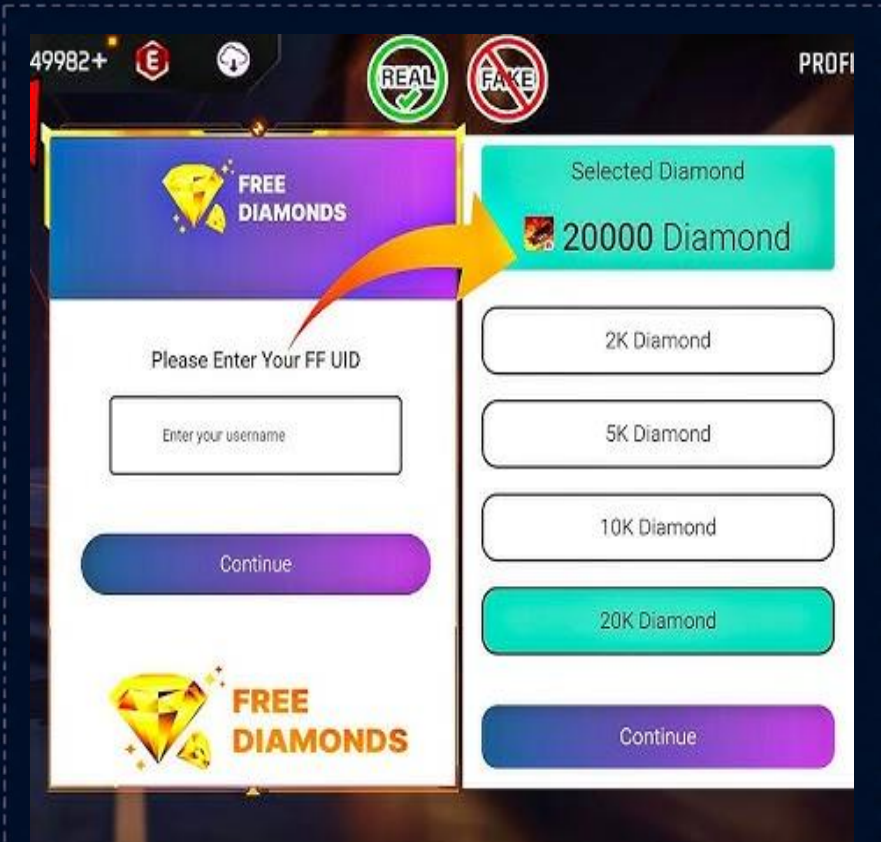 49982+
E
REAL
FAKE
PROFI
FREE
DIAMONDS
Please Enter Your FF UID
Enter your username
Continue
FREE
DIAMONDS
Selected Diamond
20000 Diamond
2K Diamond
5K Diamond
10K Diamond
20K Diamond
Continue